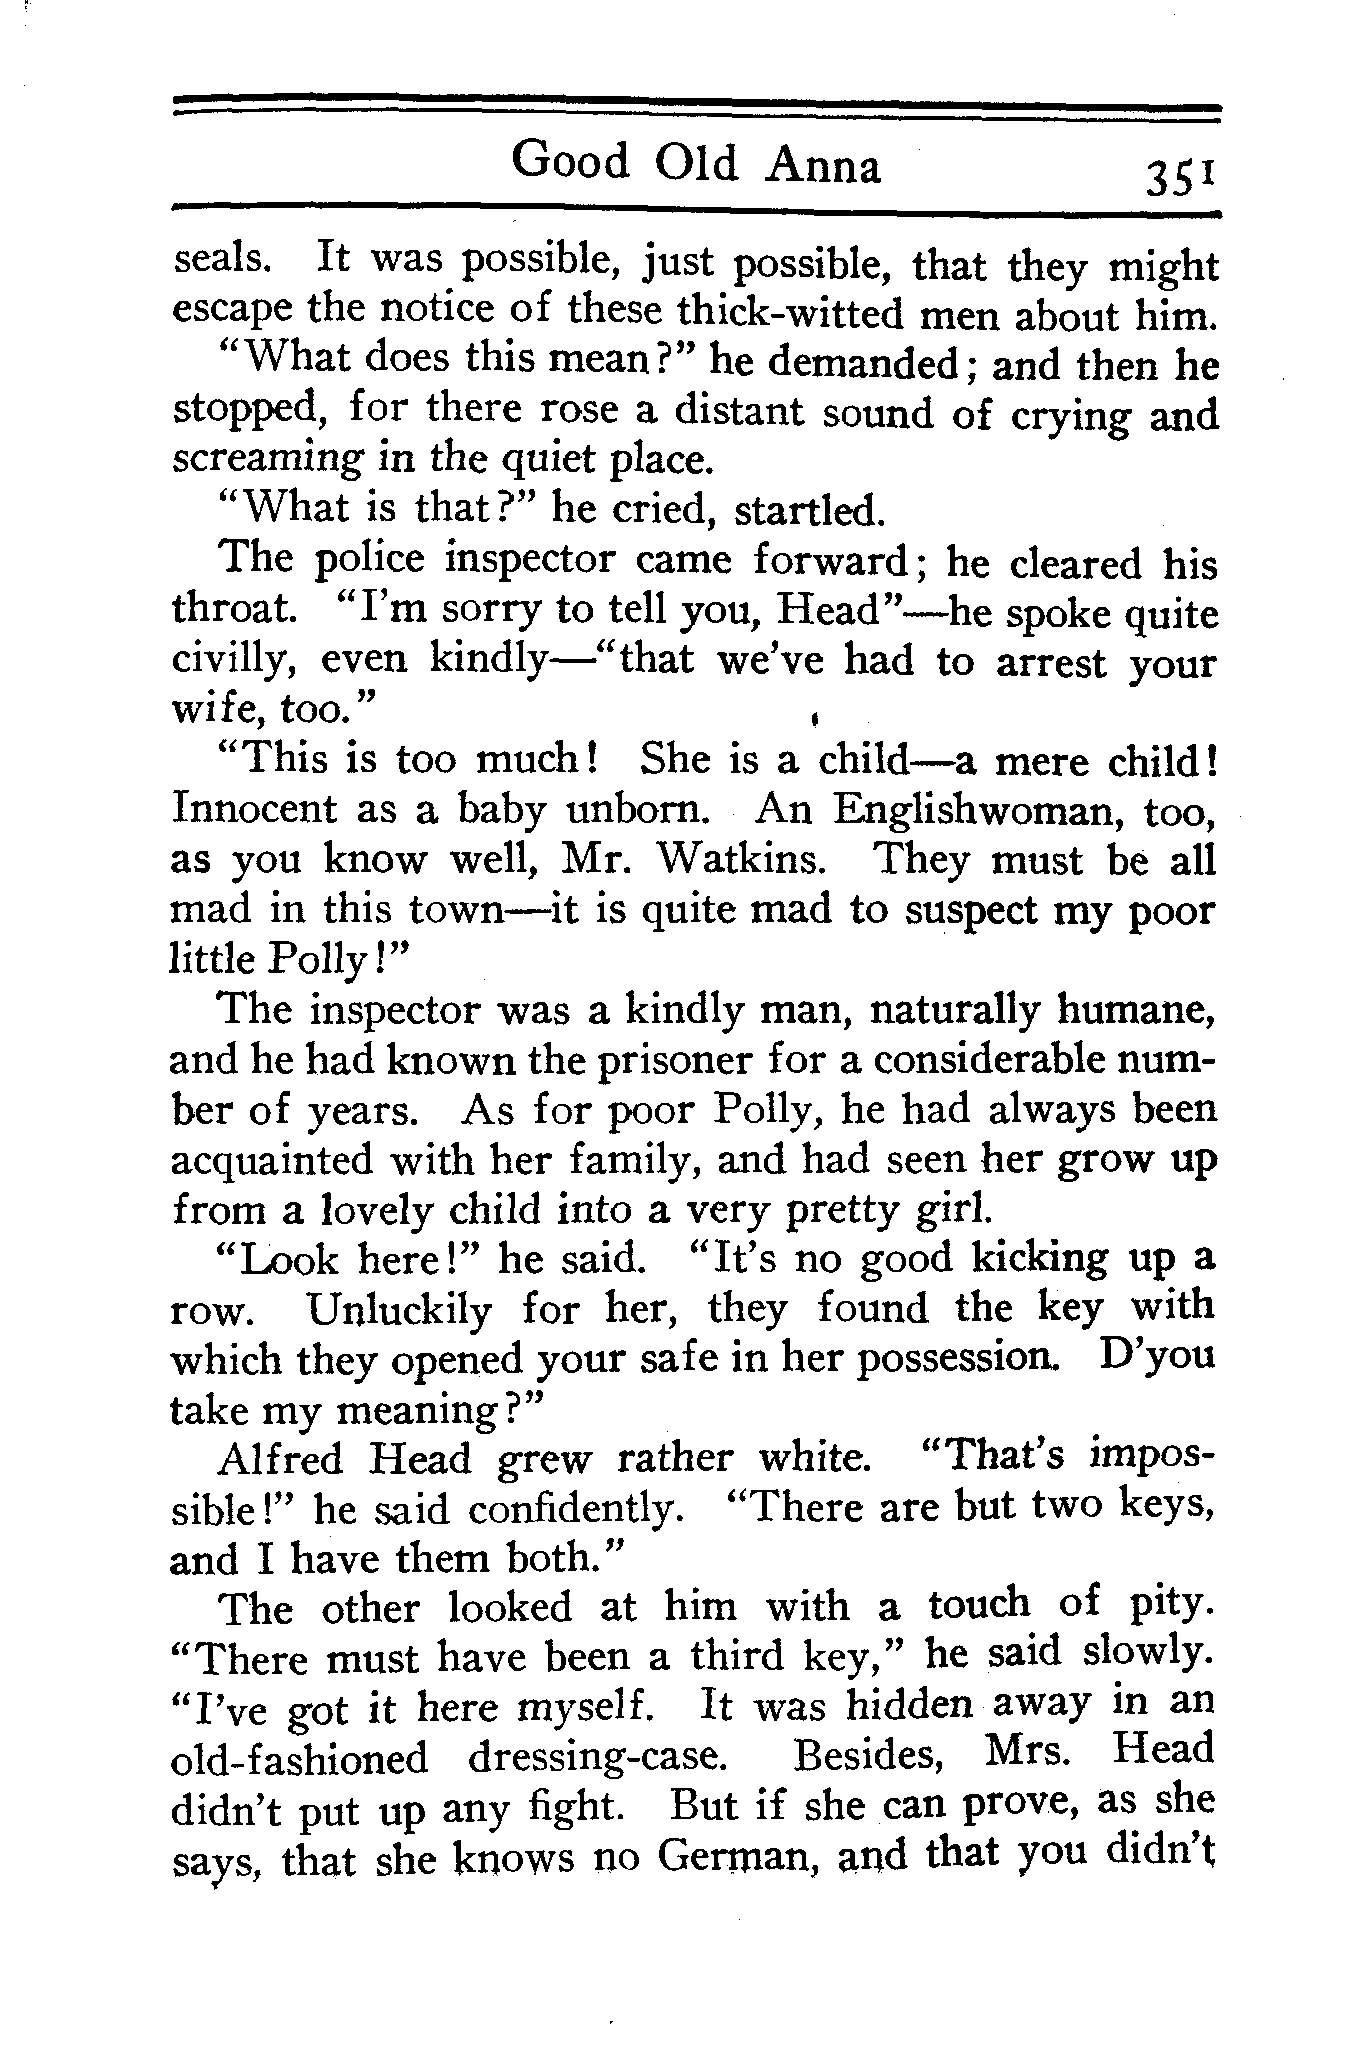 Good Old Anna 351
seals. It was possible, just possible, that they might
escape the notice of these thick-witted men about him.
“What does this mean?” he demanded; and then he
stopped, for there rose a distant sound of crying and
screaming in the quiet place.
“What is that?” he cried, startled.
The police inspector came forward; he cleared his
throat. “I’m sorry to tell you, Head”—he spoke quite
civilly, even kindly—“that we’ve had to arrest your
wife, too.”
“This is too much! She is a child—a mere child!
Innocent as a baby unborn. An Englishwoman, too,
as you know well, Mr. Watkins. They must be all
mad in this town—it is quite mad to suspect my poor
little Polly!”
The inspector was a kindly man, naturally humane,
and he had known the prisoner for a considerable num-
ber of years. As for poor Polly, he had always been
acquainted with her family, and had seen her grow up
from a lovely child into a very pretty girl.
“Look here!” he said. “It’s no good kicking up a
row. Unluckily for her, they found the key with
which they opened your safe in her possession. D’you
take my meaning?”
Alfred Head grew rather white. “That’s impos-
sible!” he said confidently. “There are but two keys,
and I have them both.”
The other looked at him with a touch of pity.
“There must have been a third key,” he said slowly.
“I’ve got it here myself. It was hidden away in an
old-fashioned dressing-case. Besides, Mrs. Head
didn’t put up any fight. But if she can prove, as she
says, that she knows no German, and that you didn’t